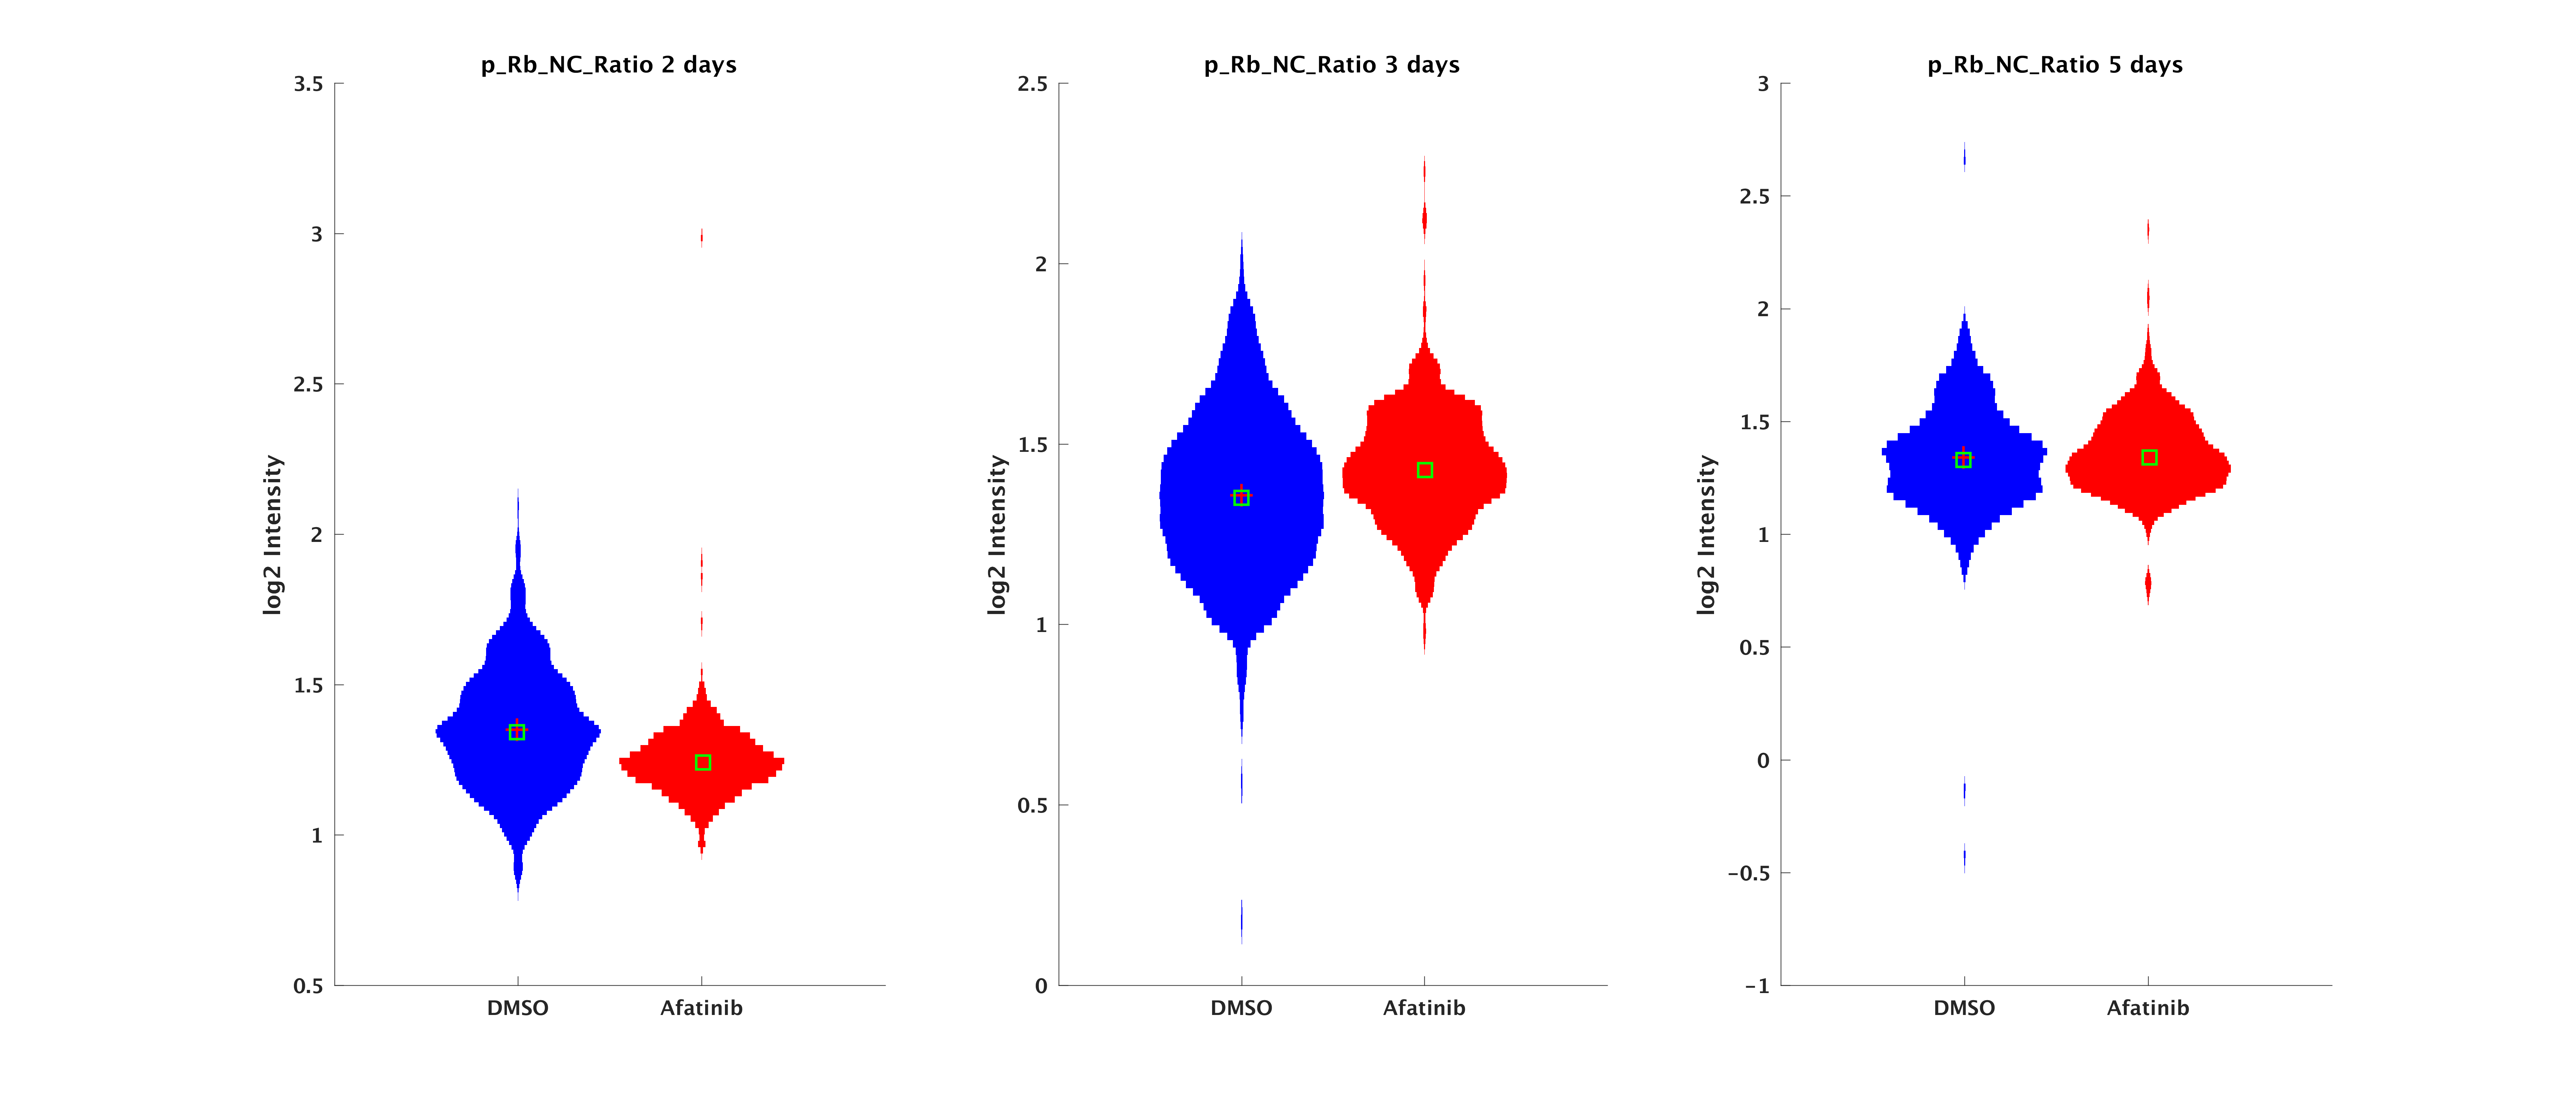 p_Rb_NC_Ratio 2 days
3.5
3
2.5
2
1.5
1
0.5
log2 Intensity
DMSO
Afatinib
p_Rb_NC_Ratio 3 days
2.5
2
1.5
1
0.5
0
log2 Intensity
DMSO
Afatinib
p_Rb_NC_Ratio 5 days
3
2.5
2
1.5
1
0.5
0
−0.5
−1
log2 Intensity
DMSO
Afatinib